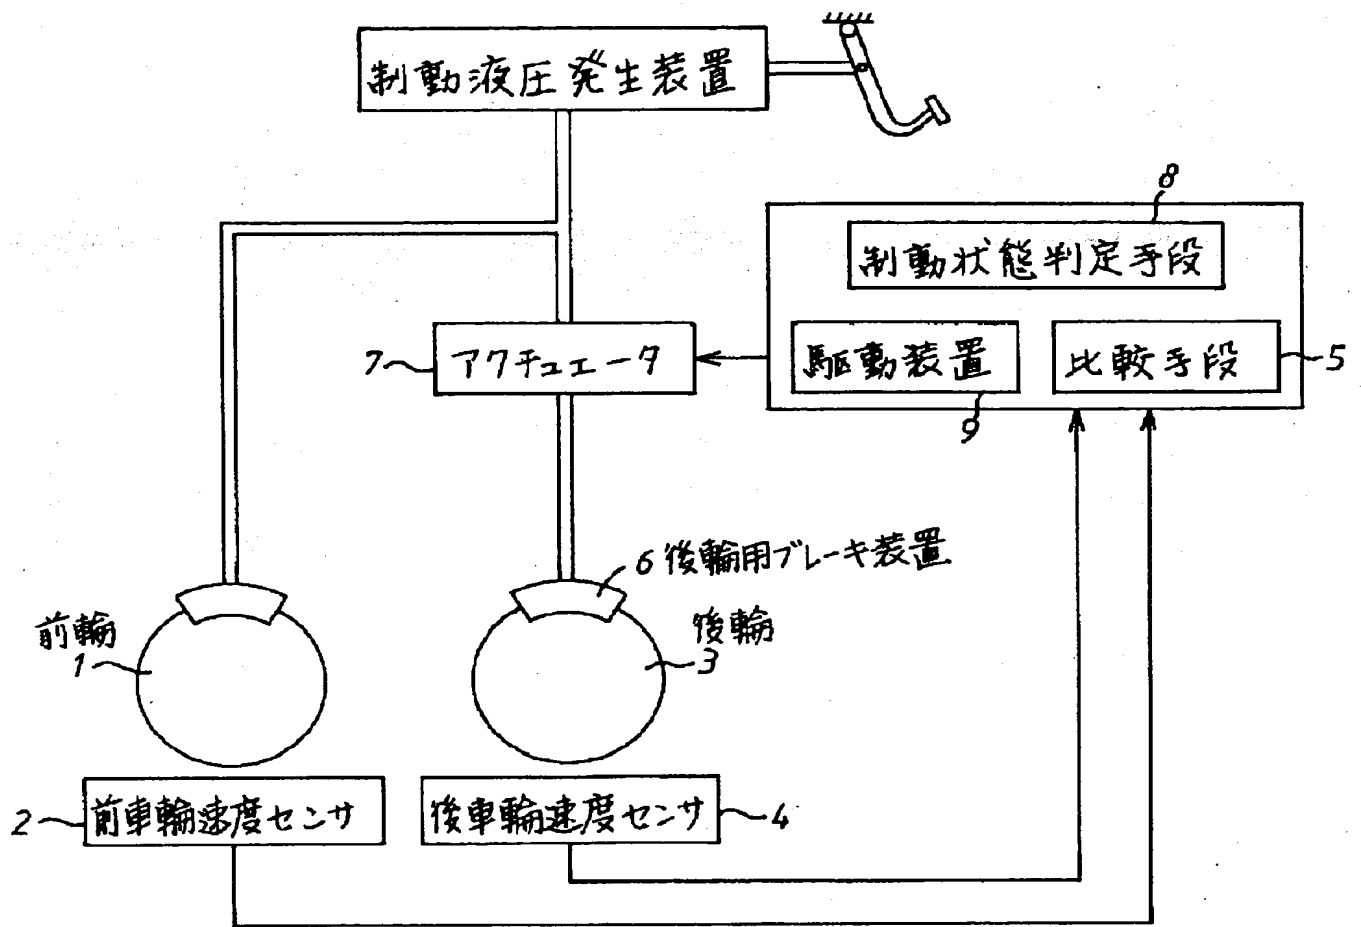 制動液圧発生装置
8
制動状態判定手段
7 アクチュエータ
駆動装置
比較手段 5
9
6 後輪用ブレーキ装置
前輪
1
後輪
3
2 前車輪速度センサ
後車輪速度センサ 4